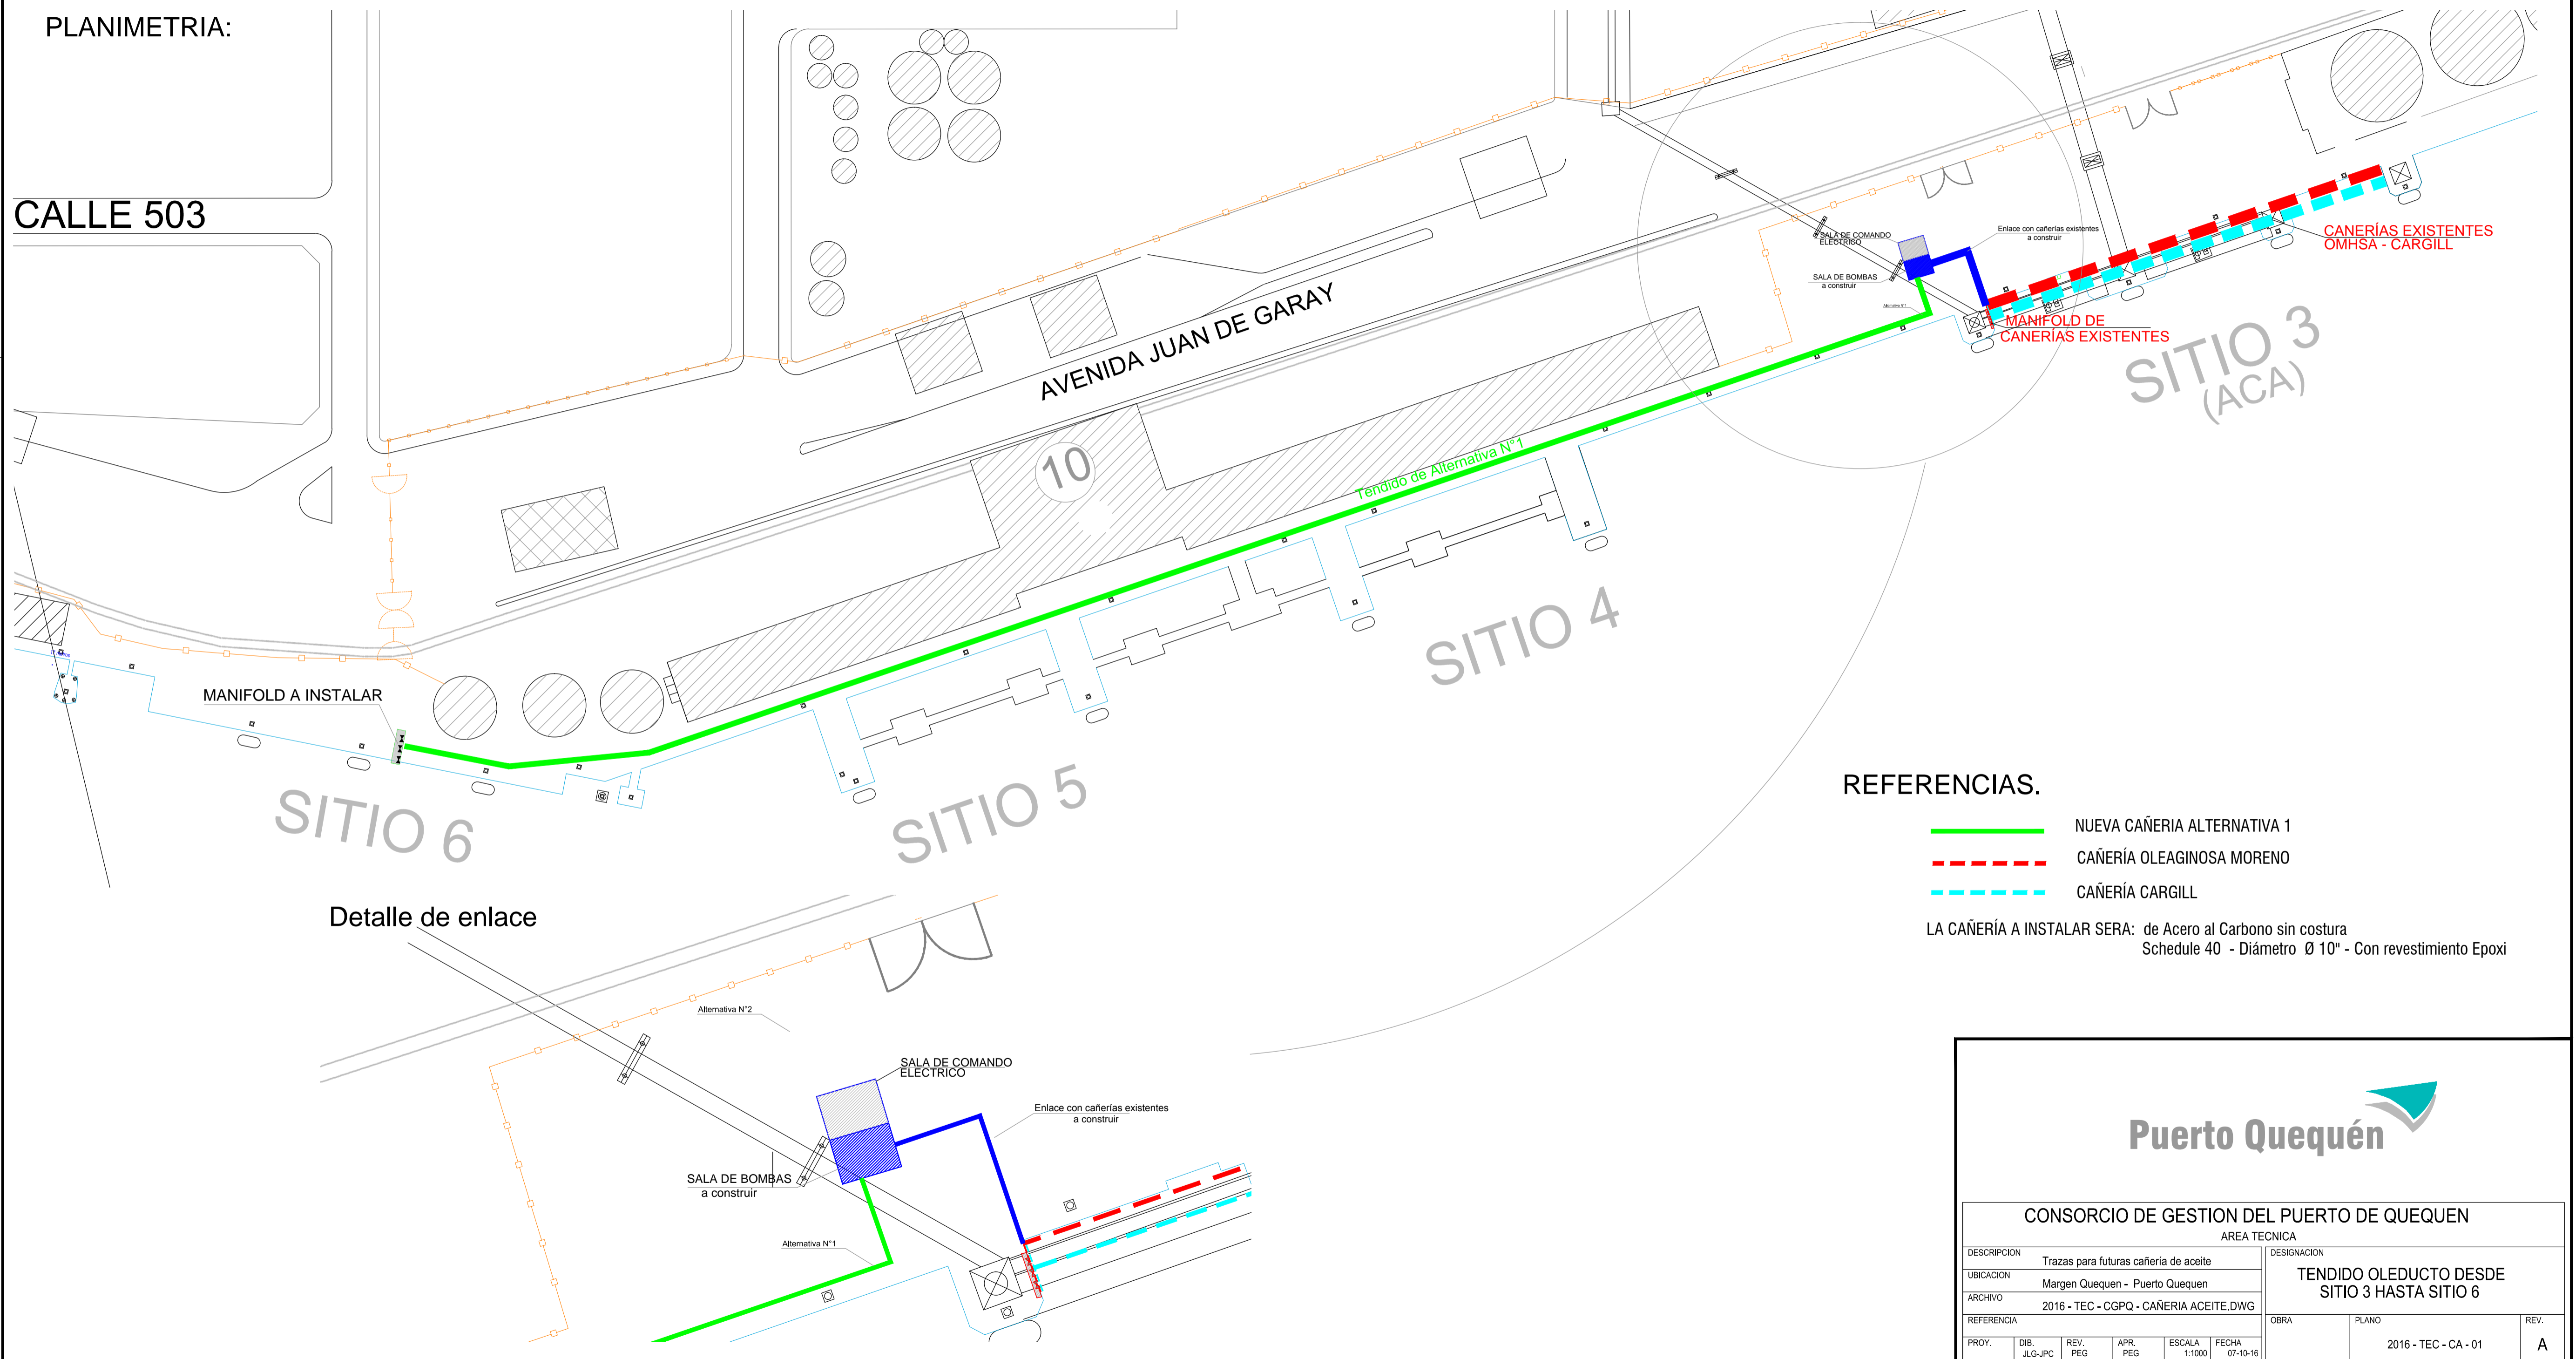 PLANIMETRIA:
CALLE 503
AVENIDA JUAN DE GARAY
10
Tendido de Alternativa N°1
SALA DE COMANDO
ELECTRICO
SALA DE BOMBAS
a construir
Alternativa N°1
Enlace con cañerías existentes
a construir
CANERÍAS EXISTENTES
OMHSA - CARGILL
MANIFOLD DE
CANERÍAS EXISTENTES
SITIO 3
(ACA)
SITIO 4
SITIO 5
SITIO 6
MANIFOLD A INSTALAR
REFERENCIAS.
NUEVA CAÑERIA ALTERNATIVA 1
CAÑERÍA OLEAGINOSA MORENO
CAÑERÍA CARGILL
LA CAÑERÍA A INSTALAR SERA: de Acero al Carbono sin costura
Schedule 40 - Diámetro Ø 10" - Con revestimiento Epoxi
Detalle de enlace
Alternativa N°2
SALA DE COMANDO
ELECTRICO
Enlace con cañerías existentes
a construir
SALA DE BOMBAS
a construir
Alternativa N°1
Puerto Quequén
CONSORCIO DE GESTION DEL PUERTO DE QUEQUEN
AREA TECNICA
DESCRIPCION Trazas para futuras cañería de aceite
UBICACION Margen Quequen - Puerto Quequen
ARCHIVO 2016 - TEC - CGPQ - CAÑERIA ACEITE.DWG
REFERENCIA
DESIGNACION
TENDIDO OLEDUCTO DESDE
SITIO 3 HASTA SITIO 6
PROY. DIB. REV. APR. ESCALA FECHA
JLG-JPC PEG PEG 1:1000 07-10-16
OBRA PLANO REV.
2016 - TEC - CA - 01 A